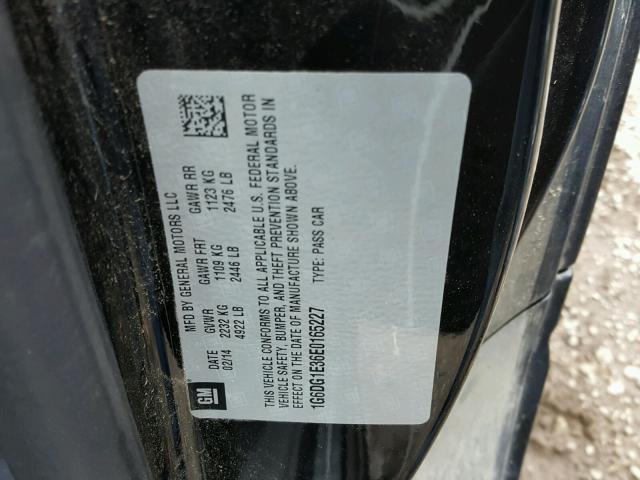 MFD BY GENERAL MOTORS LLC
DATE GVWR GAWR FRT GAWR RR
02/14 2232 KG 1109 KG 1123 KG
4922 LB 2446 LB 2476 LB
GM
THIS VEHICLE CONFORMS TO ALL APPLICABLE U.S. FEDERAL MOTOR
VEHICLE SAFETY, BUMPER, AND THEFT PREVENTION STANDARDS IN
EFFECT ON THE DATE OF MANUFACTURE SHOWN ABOVE.
1G6DG1E36E0165227 TYPE: PASS CAR